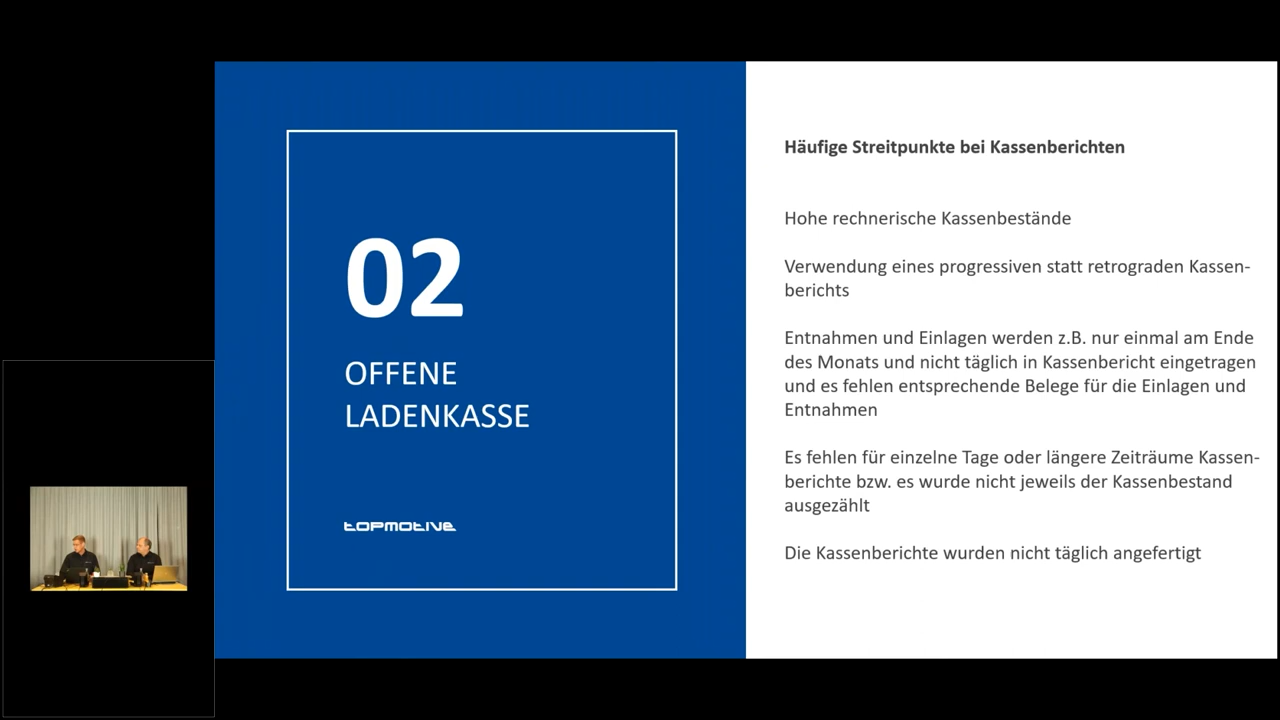 02
OFFENE
LADENKASSE
topmotive
Häufige Streitpunkte bei Kassenberichten
Hohe rechnerische Kassenbestände
Verwendung eines progressiven statt retrograden Kassen-
berichts
Entnahmen und Einlagen werden z.B. nur einmal am Ende
des Monats und nicht täglich in Kassenbericht eingetragen
und es fehlen entsprechende Belege für die Einlagen und
Entnahmen
Es fehlen für einzelne Tage oder längere Zeiträume Kassen-
berichte bzw. es wurde nicht jeweils der Kassenbestand
ausgezählt
Die Kassenberichte wurden nicht täglich angefertigt